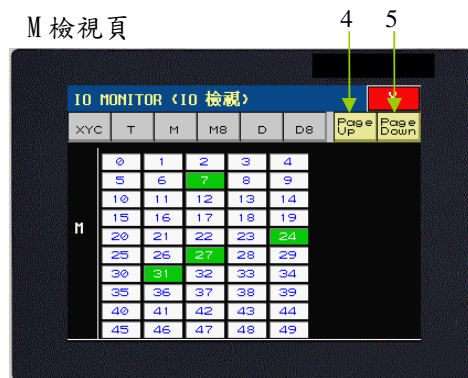 M 檢視頁
4 5
IO MONITOR〈IO 檢視〉 X
XYC T M M8 D D8 Page Up Page Down
0 1 2 3 4
5 6 7 8 9
10 11 12 13 14
15 16 17 18 19
M
20 21 22 23 24
25 26 27 28 29
30 31 32 33 34
35 36 37 38 39
40 41 42 43 44
45 46 47 48 49